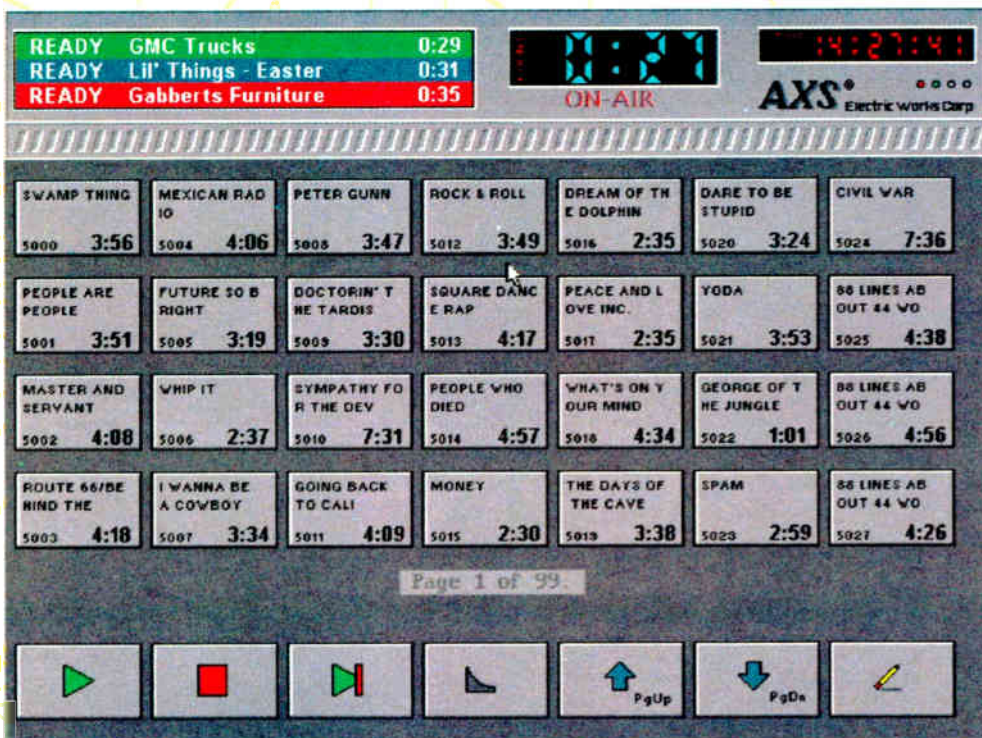 READY GMC Trucks 0:29
READY Lil' Things - Easter 0:31
READY Gabberts Furniture 0:35
0:27
ON-AIR
14:27:41
AXS®
Electric Works Corp
SWAMP THING
5000 3:56
MEXICAN RAD
IO
5004 4:06
PETER GUNN
5008 3:47
ROCK & ROLL
5012 3:49
DREAM OF TH
E DOLPHIN
5016 2:35
DARE TO BE
STUPID
5020 3:24
CIVIL WAR
5024 7:36
PEOPLE ARE
PEOPLE
5001 3:51
FUTURE SO B
RIGHT
5005 3:19
DOCTORIN' T
HE TARDIS
5009 3:30
SQUARE DANC
E RAP
5013 4:17
PEACE AND L
OVE INC.
5017 2:35
YODA
5021 3:53
88 LINES AB
OUT 44 WO
5025 4:38
MASTER AND
SERVANT
5002 4:08
WHIP IT
5006 2:37
SYMPATHY FO
R THE DEV
5010 7:31
PEOPLE WHO
DIED
5014 4:57
WHAT'S ON Y
OUR MIND
5018 4:34
GEORGE OF T
HE JUNGLE
5022 1:01
88 LINES AB
OUT 44 WO
5026 4:56
ROUTE 66/BE
HIND THE
5003 4:18
I WANNA BE
A COWBOY
5007 3:34
GOING BACK
TO CALI
5011 4:09
MONEY
5015 2:30
THE DAYS OF
THE CAVE
5019 3:38
SPAM
5023 2:59
88 LINES AB
OUT 44 WO
5027 4:26
Page 1 of 99.
PgUp
PgDn